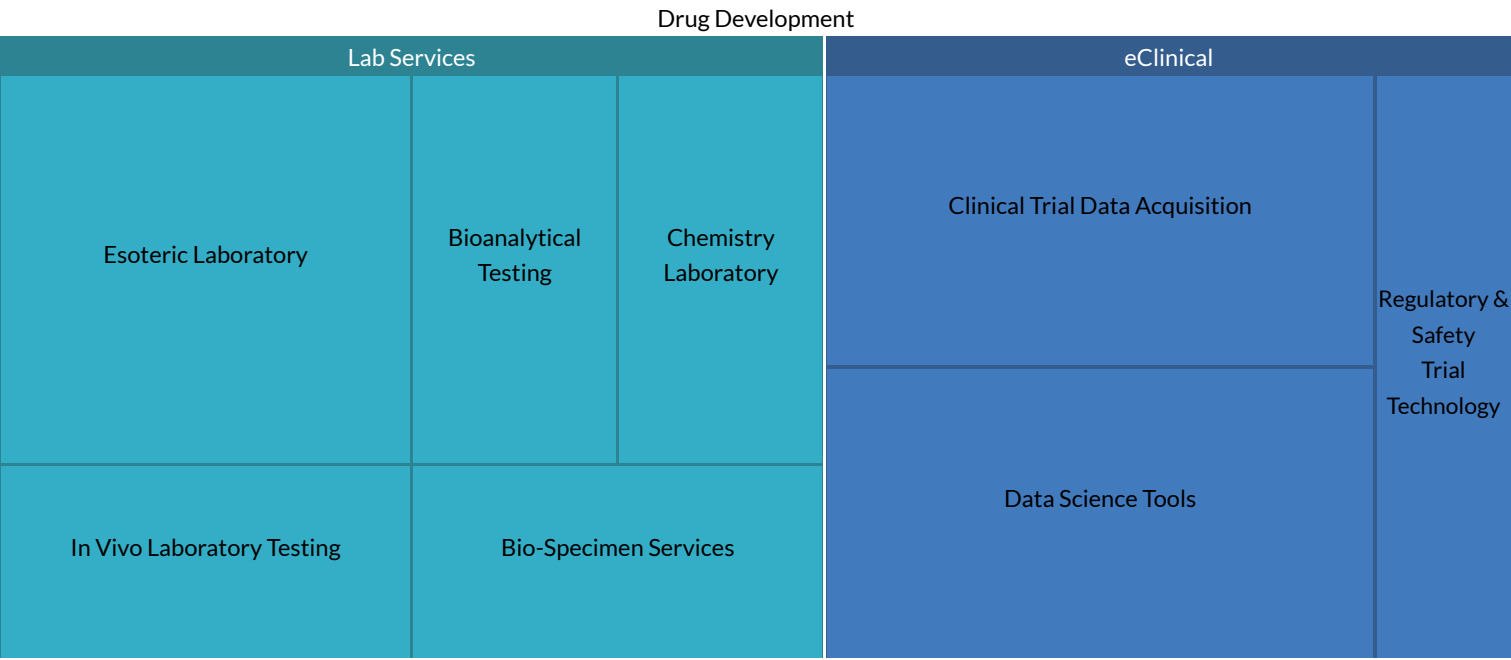 Drug Development
Lab Services
eClinical
Esoteric Laboratory
Bioanalytical
Testing
Chemistry
Laboratory
In Vivo Laboratory Testing
Bio-Specimen Services
Clinical Trial Data Acquisition
Data Science Tools
Regulatory &
Safety
Trial
Technology